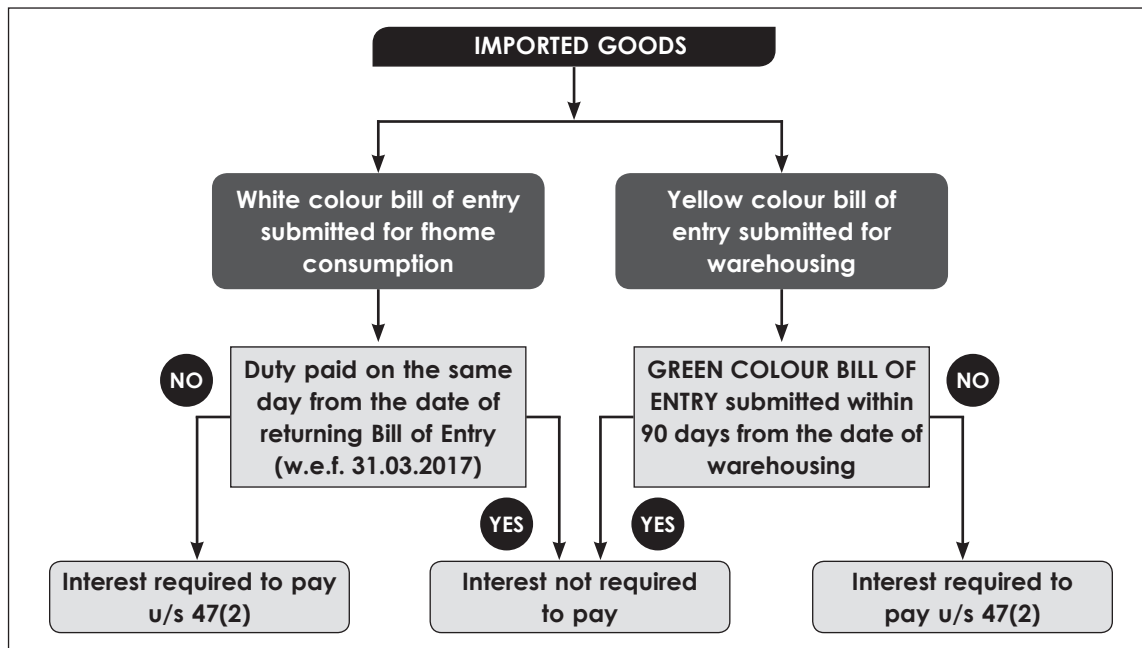 IMPORTED GOODS
White colour bill of entry
submitted for fhome
consumption
Yellow colour bill of
entry submitted for
warehousing
NO
Duty paid on the same
day from the date of
returning Bill of Entry
(w.e.f. 31.03.2017)
GREEN COLOUR BILL OF
ENTRY submitted within
90 days from the date of
warehousing
NO
YES
YES
Interest required to pay
u/s 47(2)
Interest not required
to pay
Interest required to
pay u/s 47(2)